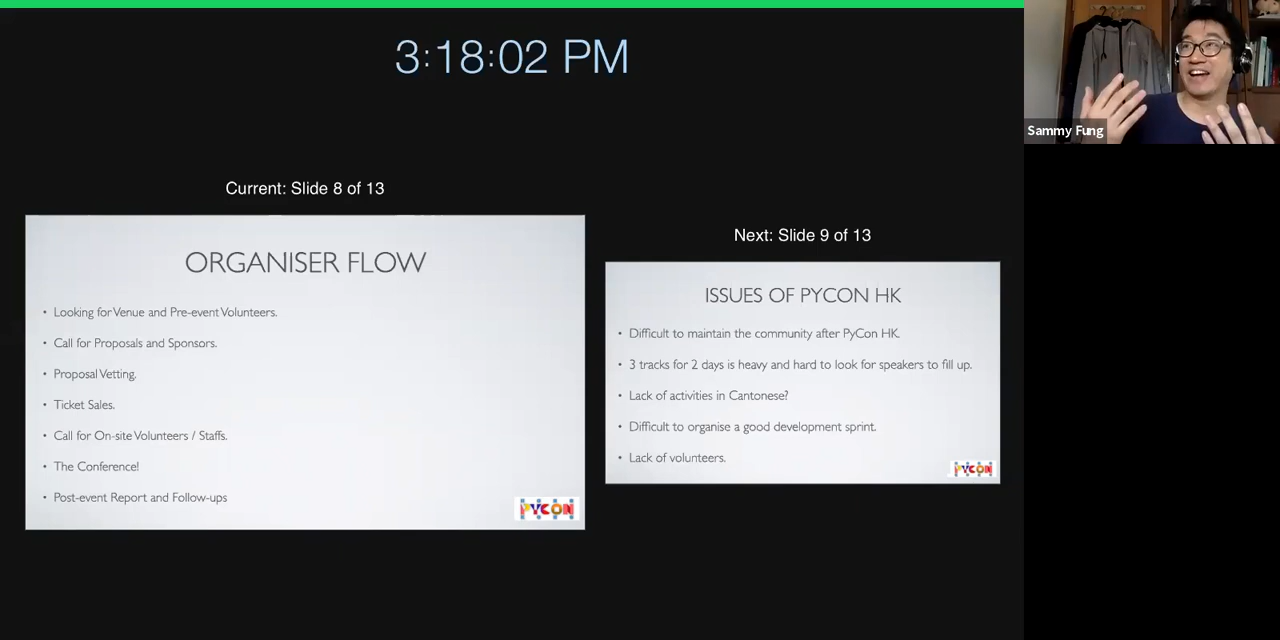 3:18:02 PM
Sammy Fung
Current: Slide 8 of 13
ORGANISER FLOW
• Looking for Venue and Pre-event Volunteers.
• Call for Proposals and Sponsors.
• Proposal Vetting.
• Ticket Sales.
• Call for On-site Volunteers / Staffs.
• The Conference!
• Post-event Report and Follow-ups
PYCON
Next: Slide 9 of 13
ISSUES OF PYCON HK
• Difficult to maintain the community after PyCon HK.
• 3 tracks for 2 days is heavy and hard to look for speakers to fill up.
• Lack of activities in Cantonese?
• Difficult to organise a good development sprint.
• Lack of volunteers.
PYCON